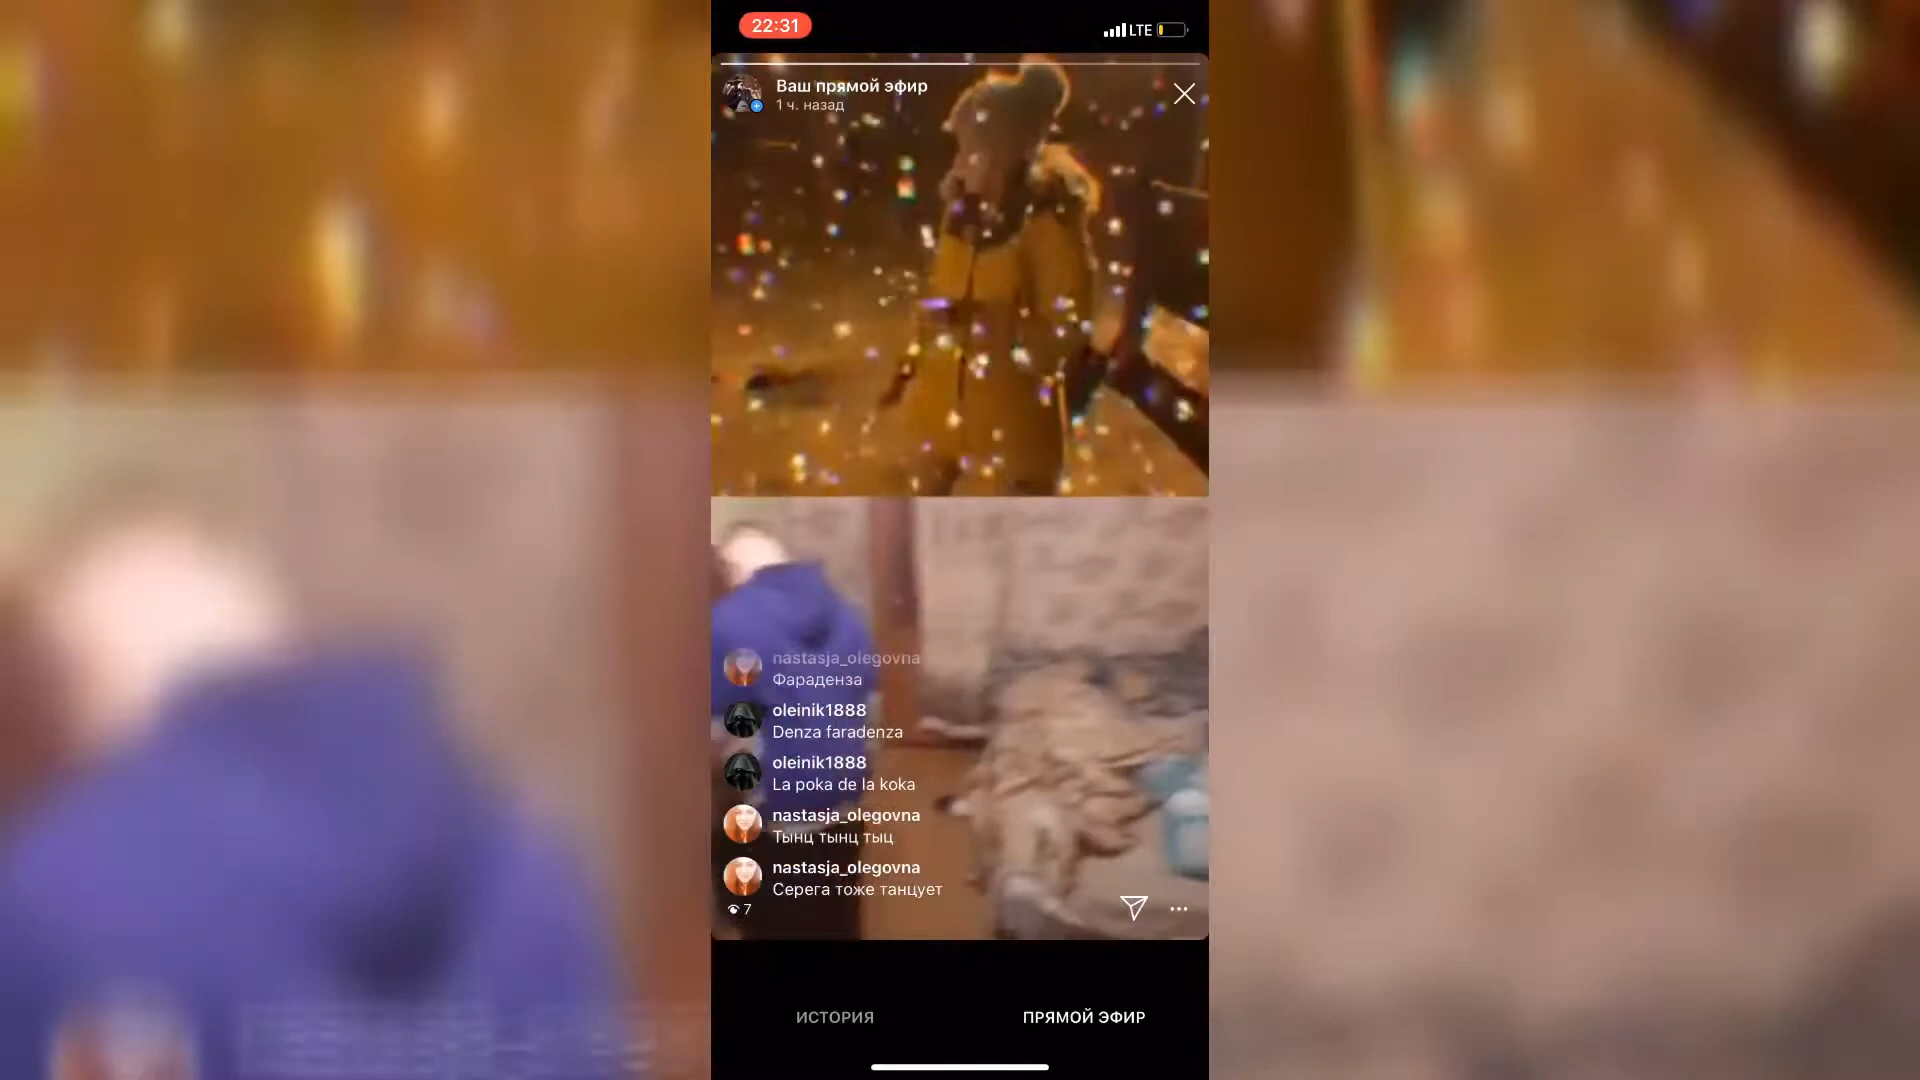 22:31
LTE
Ваш прямой эфир
1 ч. назад
nastasja_olegovna
Фараденза
oleinik1888
Denza faradenza
oleinik1888
La poka de la koka
nastasja_olegovna
Тынц тынц тыц
nastasja_olegovna
Серега тоже танцует
7
ИСТОРИЯ
ПРЯМОЙ ЭФИР